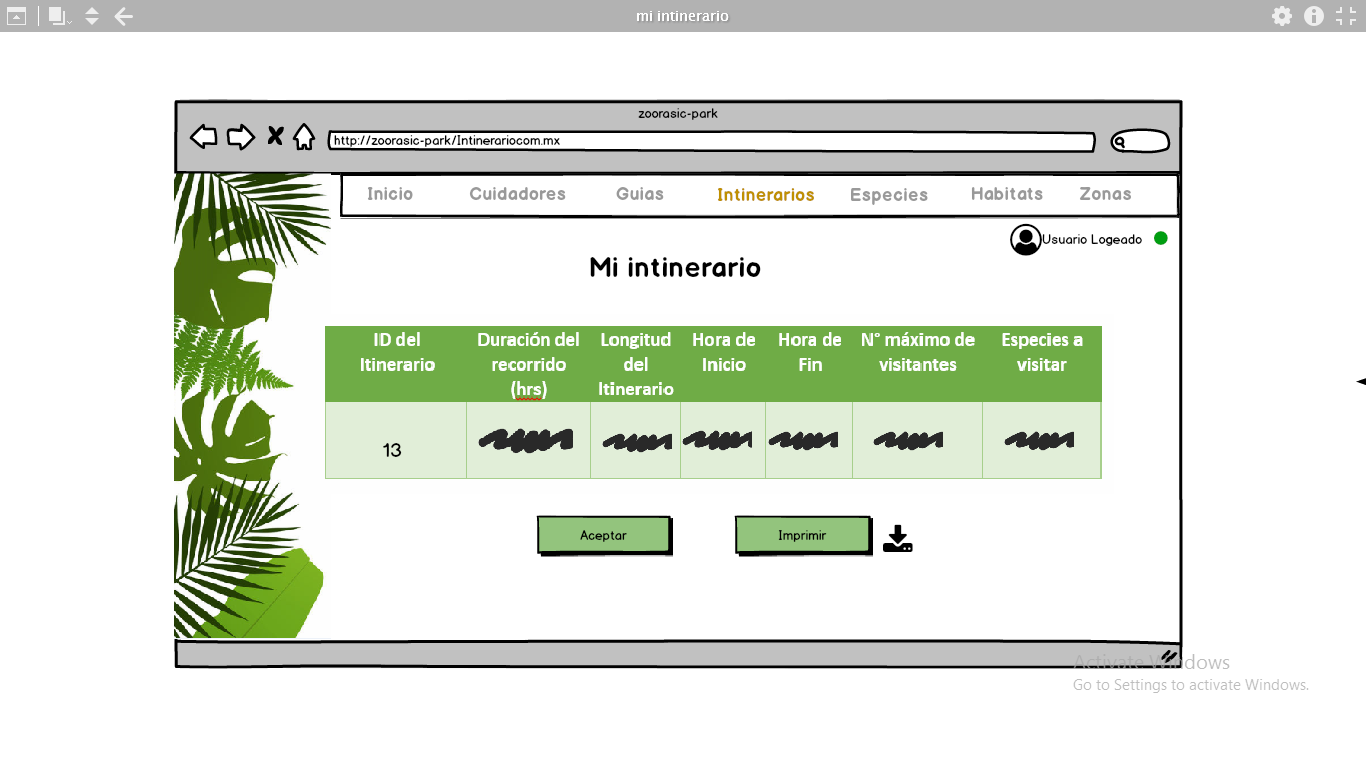 mi intinerario
zoorasic-park
http://zoorasic-park/Intinerariocom.mx
Inicio Cuidadores Guias Intinerarios Especies Habitats Zonas
Usuario Logeado
Mi intinerario
ID del Itinerario
Duración del recorrido (hrs)
Longitud del Itinerario
Hora de Inicio
Hora de Fin
N° máximo de visitantes
Especies a visitar
13
Aceptar Imprimir
Activate Windows
Go to Settings to activate Windows.